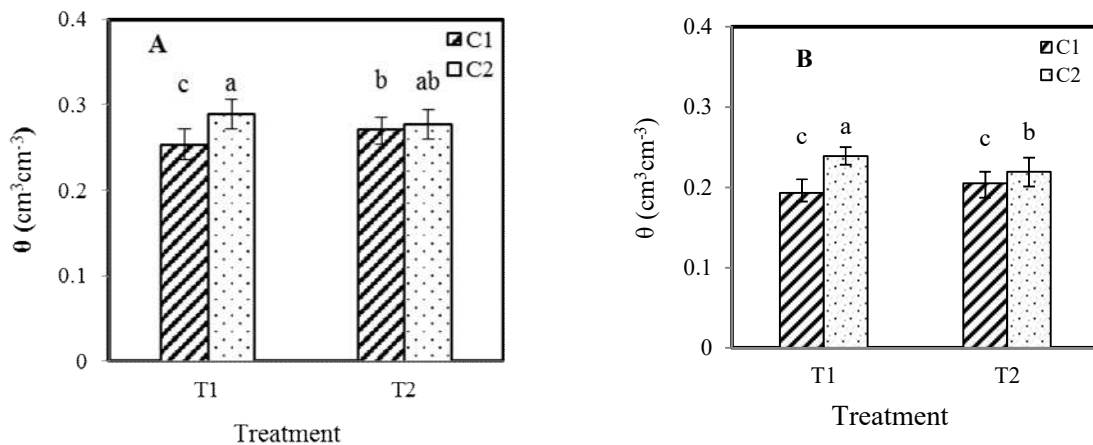 A
C1
C2
0.4
0.3
0.2
0.1
0
θ (cm³cm⁻³)
c
a
b
ab
T1
T2
Treatment
B
C1
C2
0.4
0.3
0.2
0.1
0
θ (cm³cm⁻³)
c
a
c
b
T1
T2
Treatment